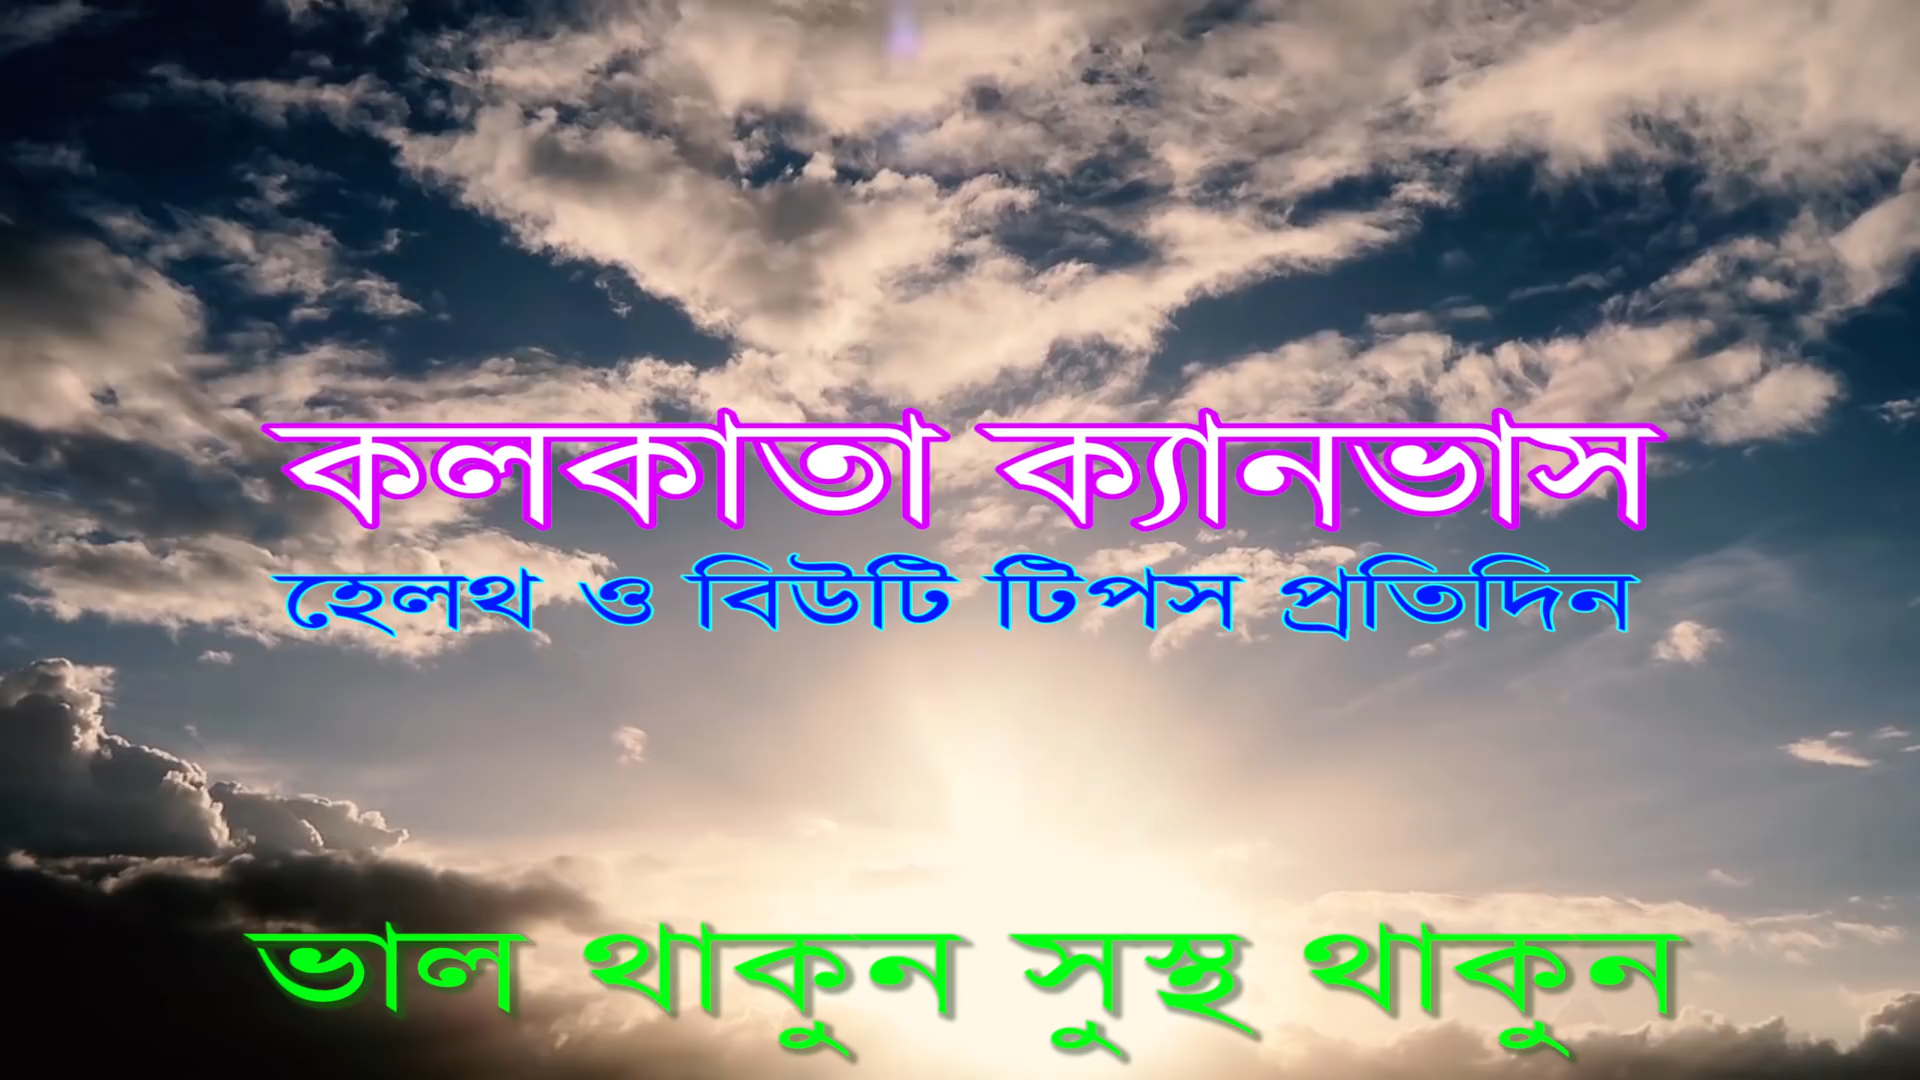 কলকাতা ক্যানভাস
হেলথ ও বিউটি টিপস প্রতিদিন
ভাল থাকুন সুস্থ থাকুন